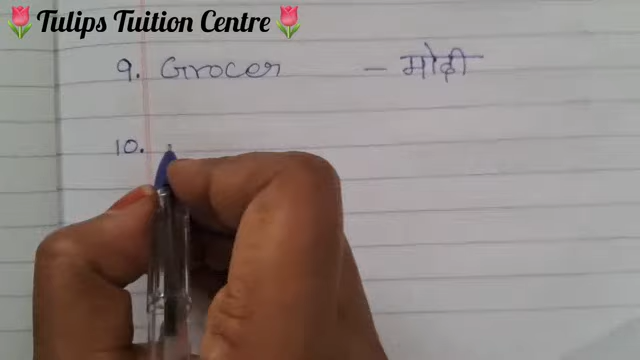 🌷Tulips Tuition Centre🌷
9. Grocer - मोदी
10.